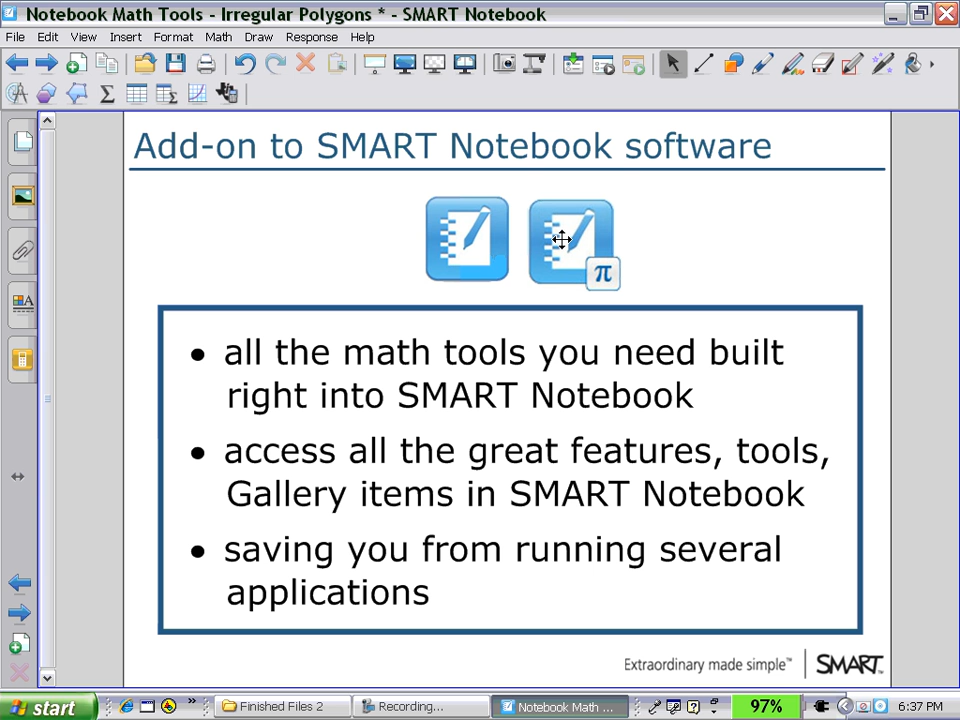 Notebook Math Tools - Irregular Polygons * - SMART Notebook
File Edit View Insert Format Math Draw Response Help
Add-on to SMART Notebook software
π
• all the math tools you need built
right into SMART Notebook
• access all the great features, tools,
Gallery items in SMART Notebook
• saving you from running several
applications
Extraordinary made simple™ SMART
start Finished Files 2 Recording... Notebook Math ... 97% 6:37 PM